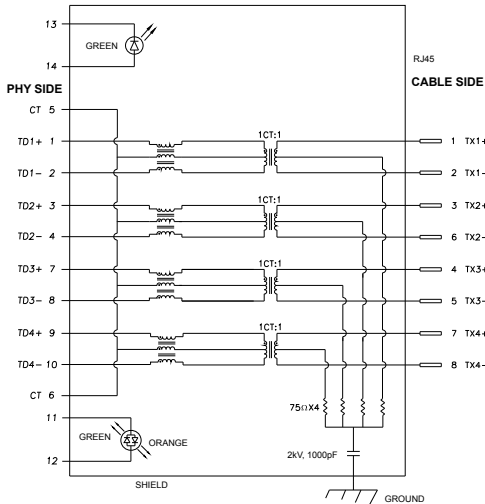 13
GREEN
14
RJ45
PHY SIDE
CABLE SIDE
CT 5
TD1+ 1
1CT:1
1 TX1+
TD1- 2
2 TX1-
TD2+ 3
1CT:1
3 TX2+
TD2- 4
6 TX2-
TD3+ 7
1CT:1
4 TX3+
TD3- 8
5 TX3-
TD4+ 9
1CT:1
7 TX4+
TD4- 10
8 TX4-
CT 6
75ΩX4
11
GREEN
ORANGE
12
2kV, 1000pF
SHIELD
GROUND